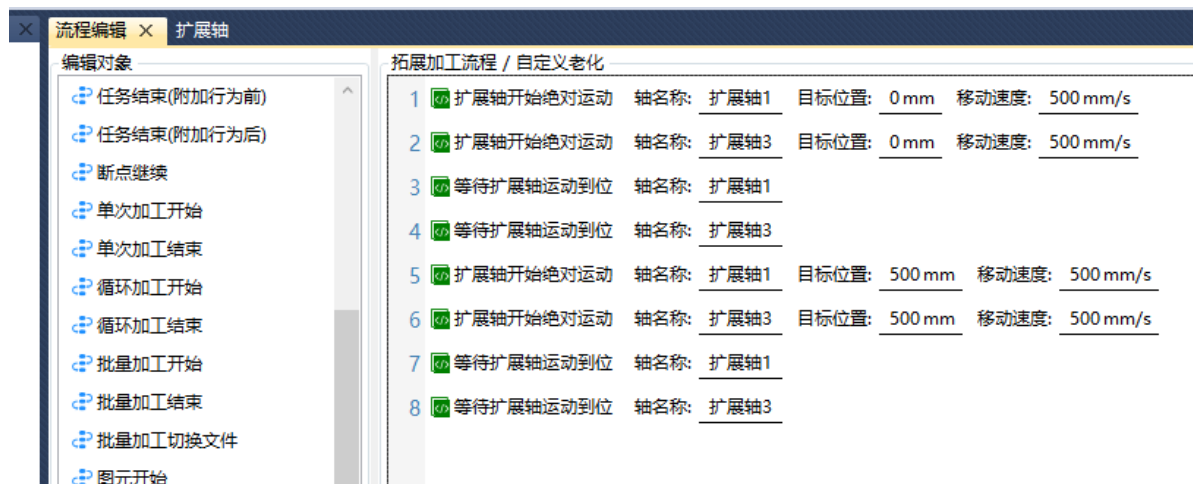 流程编辑 扩展轴
编辑对象
任务结束(附加行为前)
任务结束(附加行为后)
断点继续
单次加工开始
单次加工结束
循环加工开始
循环加工结束
批量加工开始
批量加工结束
批量加工切换文件
图元开始
拓展加工流程 / 自定义老化
1 扩展轴开始绝对运动 轴名称: 扩展轴1 目标位置: 0 mm 移动速度: 500 mm/s
2 扩展轴开始绝对运动 轴名称: 扩展轴3 目标位置: 0 mm 移动速度: 500 mm/s
3 等待扩展轴运动到位 轴名称: 扩展轴1
4 等待扩展轴运动到位 轴名称: 扩展轴3
5 扩展轴开始绝对运动 轴名称: 扩展轴1 目标位置: 500 mm 移动速度: 500 mm/s
6 扩展轴开始绝对运动 轴名称: 扩展轴3 目标位置: 500 mm 移动速度: 500 mm/s
7 等待扩展轴运动到位 轴名称: 扩展轴1
8 等待扩展轴运动到位 轴名称: 扩展轴3